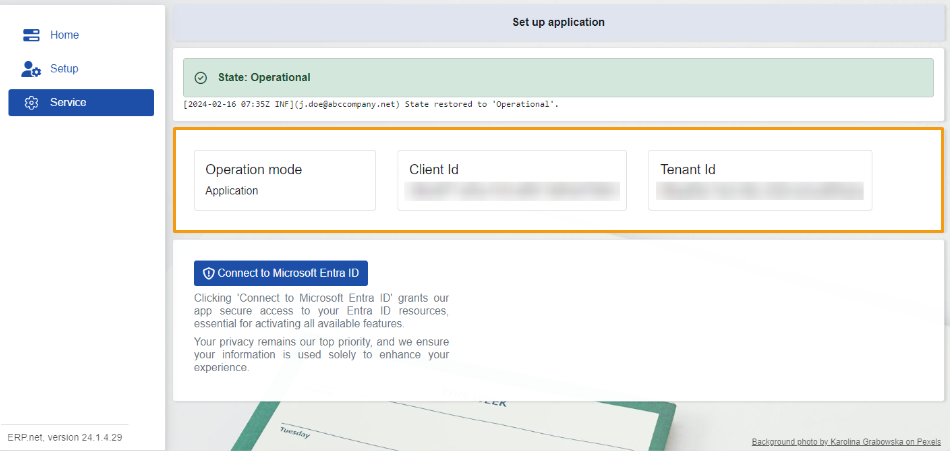 Set up application
Home
Setup
Service
State: Operational
[2024-02-16 07:35Z INF](j.doe@abccompany.net) State restored to 'Operational'.
Operation mode
Application
Client Id
Tenant Id
Connect to Microsoft Entra ID
Clicking 'Connect to Microsoft Entra ID' grants our
app secure access to your Entra ID resources,
essential for activating all available features.
Your privacy remains our top priority, and we ensure
your information is used solely to enhance your
experience.
Tuesday
ERP.net, version 24.1.4.29
Background photo by Karolina Grabowska on Pexels